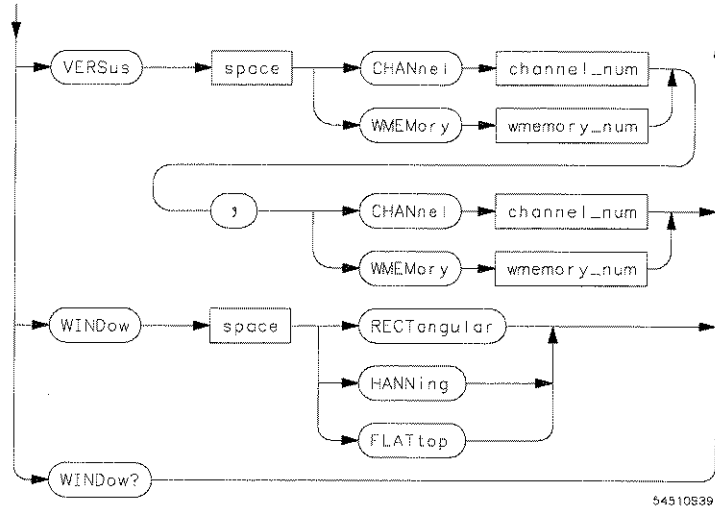 VERSus space CHANnel channel_num
WMEMory wmemory_num
, CHANnel channel_num
WMEMory wmemory_num
WINDow space RECTangular
HANNing
FLATtop
WINDow?
54510S39